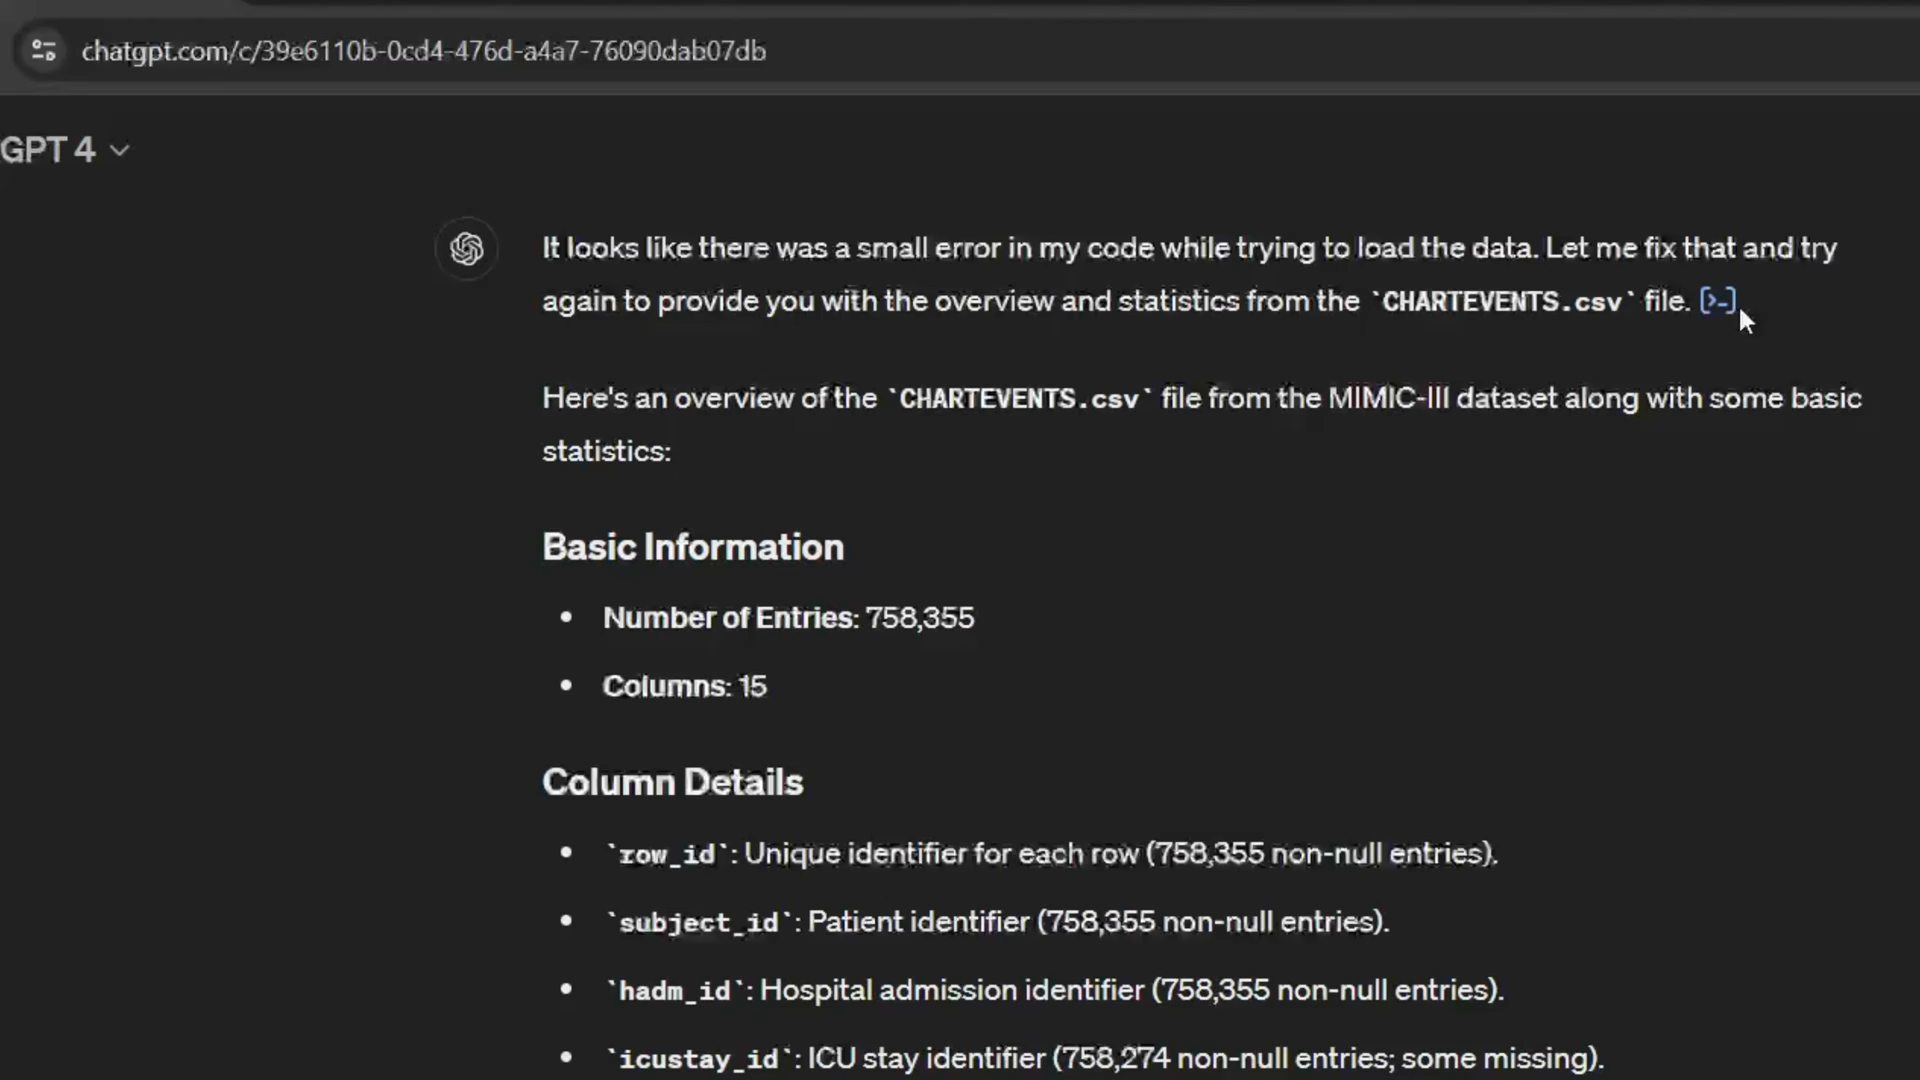 chatgpt.com/c/39e6110b-0cd4-476d-a4a7-76090dab07db
GPT 4
It looks like there was a small error in my code while trying to load the data. Let me fix that and try
again to provide you with the overview and statistics from the `CHARTEVENTS.csv` file. [>-]
Here's an overview of the `CHARTEVENTS.csv` file from the MIMIC-III dataset along with some basic
statistics:
Basic Information
• Number of Entries: 758,355
• Columns: 15
Column Details
• `row_id`: Unique identifier for each row (758,355 non-null entries).
• `subject_id`: Patient identifier (758,355 non-null entries).
• `hadm_id`: Hospital admission identifier (758,355 non-null entries).
• `icustay_id`: ICU stay identifier (758,274 non-null entries; some missing).